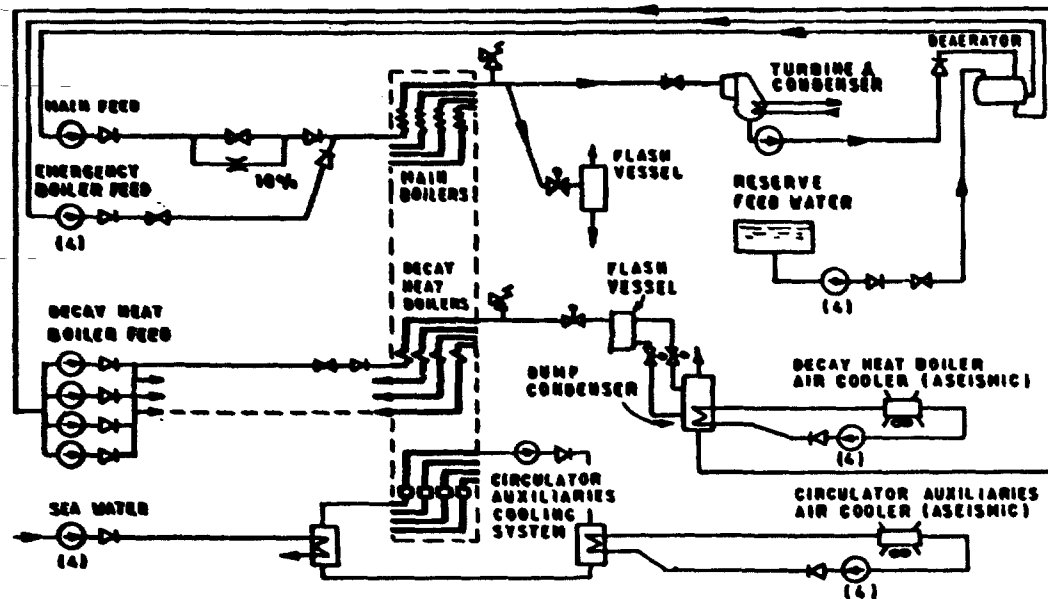 MAIN FEED
EMERGENCY
BOILER FEED
(4)
10%
MAIN
BOILERS
FLASH
VESSEL
TURBINE &
CONDENSER
DEAERATOR
RESERVE
FEED WATER
(4)
DECAY HEAT
BOILER FEED
DECAY
HEAT
BOILERS
FLASH
VESSEL
DUMP
CONDENSER
DECAY HEAT BOILER
AIR COOLER (ASEISMIC)
(4)
SEA WATER
(4)
CIRCULATOR
AUXILIARIES
COOLING
SYSTEM
CIRCULATOR AUXILIARIES
AIR COOLER (ASEISMIC)
(4)